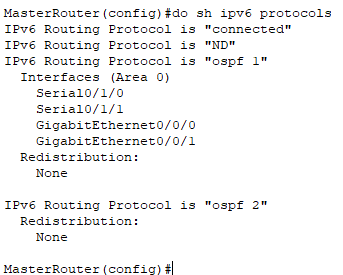 MasterRouter(config)#do sh ipv6 protocols
IPv6 Routing Protocol is "connected"
IPv6 Routing Protocol is "ND"
IPv6 Routing Protocol is "ospf 1"
  Interfaces (Area 0)
    Serial0/1/0
    Serial0/1/1
    GigabitEthernet0/0/0
    GigabitEthernet0/0/1
  Redistribution:
    None

IPv6 Routing Protocol is "ospf 2"
  Redistribution:
    None

MasterRouter(config)#